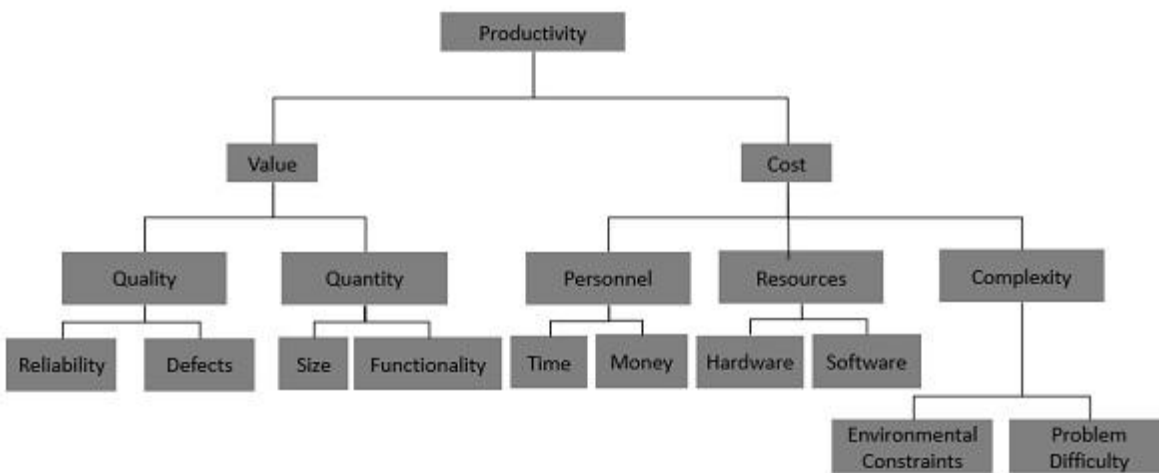 Productivity
Value
Cost
Quality
Quantity
Personnel
Resources
Complexity
Reliability
Defects
Size
Functionality
Time
Money
Hardware
Software
Environmental
Constraints
Problem
Difficulty